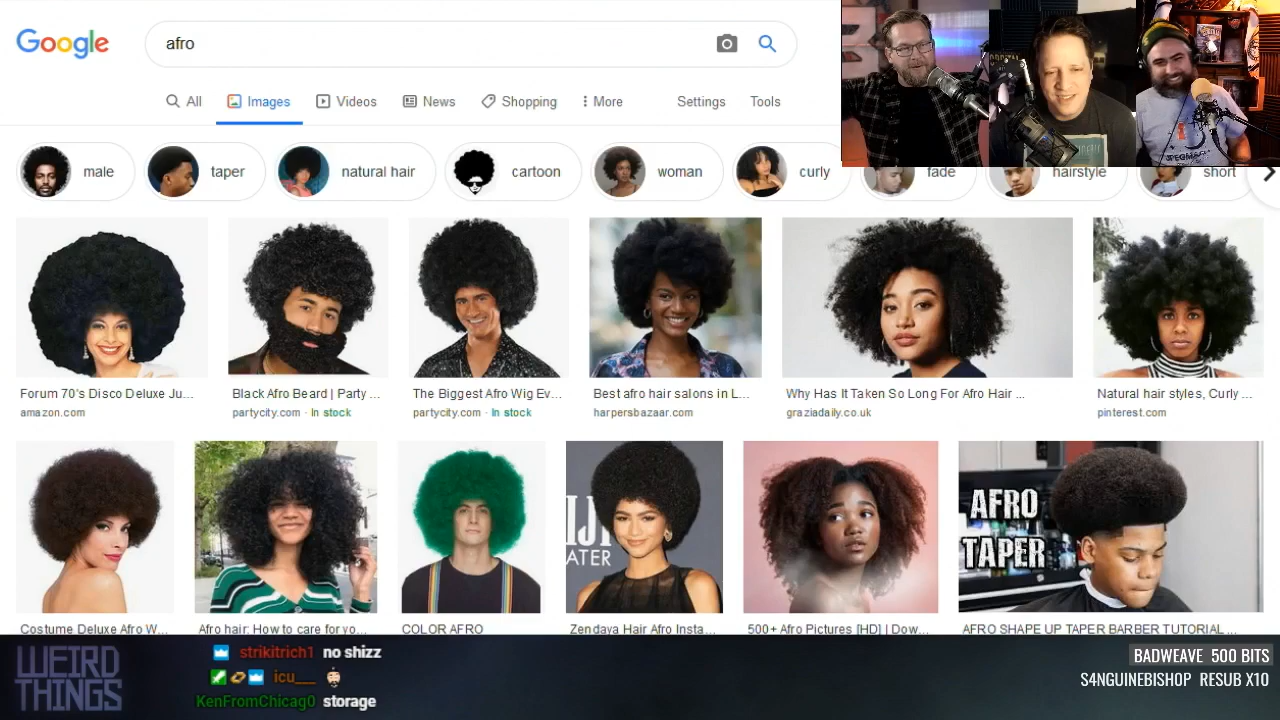 Google
afro
All
Images
Videos
News
Shopping
More
Settings
Tools
male
taper
natural hair
cartoon
woman
curly
fade
hairstyle
short
Forum 70's Disco Deluxe Ju...
amazon.com
Black Afro Beard | Party ...
partycity.com · In stock
The Biggest Afro Wig Ev...
partycity.com · In stock
Best afro hair salons in L...
harpersbazaar.com
Why Has It Taken So Long For Afro Hair ...
graziadaily.co.uk
Natural hair styles, Curly ...
pinterest.com
ATER
AFRO
TAPER
Costume Deluxe Afro W...
Afro hair: How to care for yo...
COLOR AFRO
Zendaya Hair Afro Insta...
500+ Afro Pictures [HD] | Dow...
AFRO SHAPE UP TAPER BARBER TUTORIAL ...
WEIRD
THINGS
strikitrich1 no shizz
icu__
KenFromChicag0 storage
BADWEAVE 500 BITS
S4NGUINEBISHOP RESUB X10